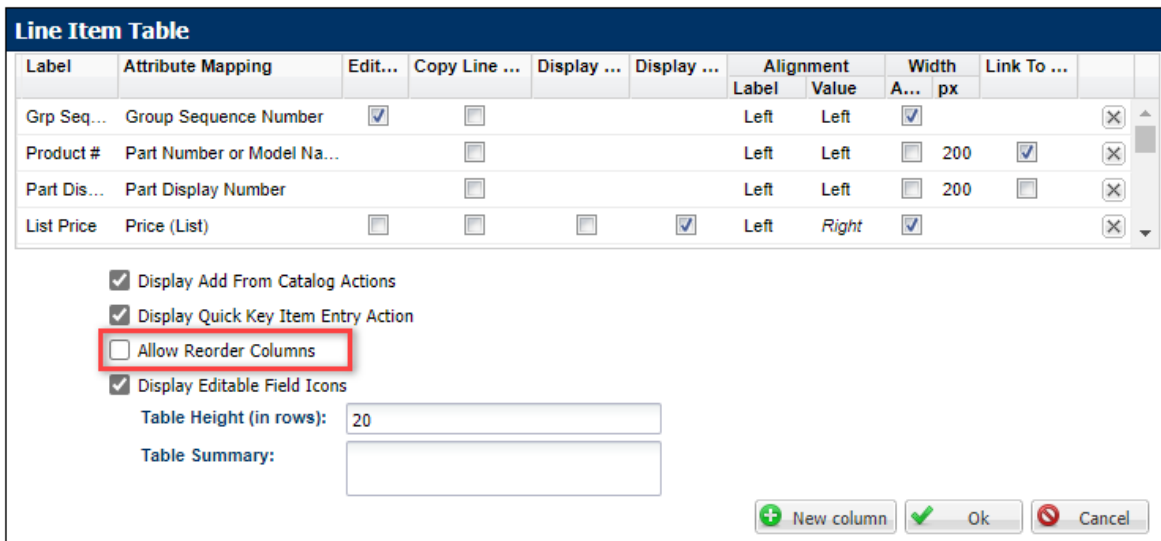 Line Item Table
Label Attribute Mapping Edit... Copy Line ... Display ... Display ... Alignment Width Link To ...
Label Value A... px
Grp Seq... Group Sequence Number Left Left
Product # Part Number or Model Na... Left Left 200
Part Dis... Part Display Number Left Left 200
List Price Price (List) Left Right
Display Add From Catalog Actions
Display Quick Key Item Entry Action
Allow Reorder Columns
Display Editable Field Icons
Table Height (in rows): 20
Table Summary:
New column Ok Cancel